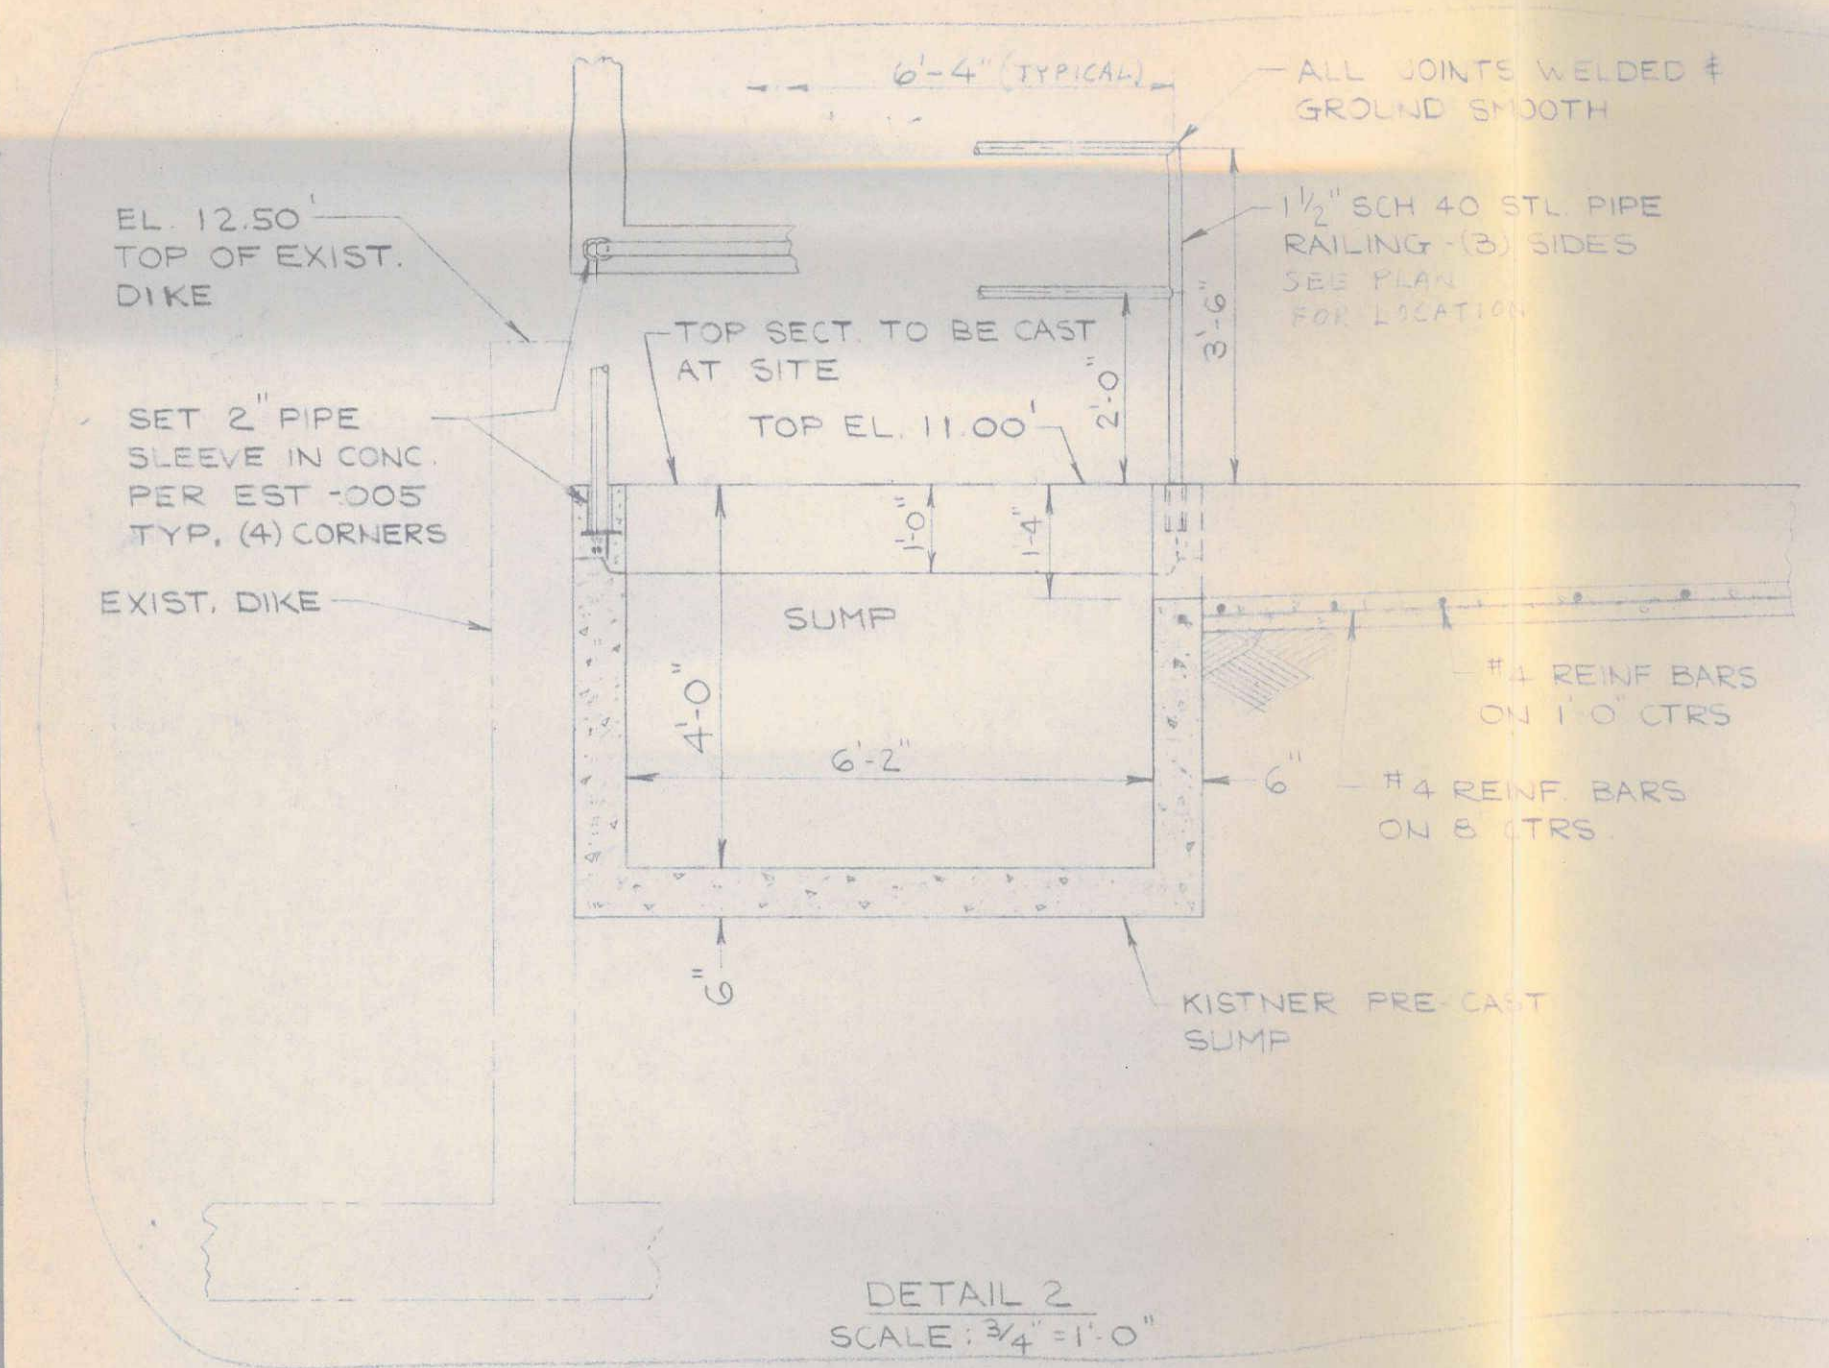 6'-4" (TYPICAL)
ALL JOINTS WELDED &
GROUND SMOOTH
EL. 12.50'
TOP OF EXIST.
DIKE
1 1/2" SCH 40 STL. PIPE
RAILING - (3) SIDES
SEE PLAN
FOR LOCATION
3'-6"
TOP SECT. TO BE CAST
AT SITE
2'-0"
TOP EL. 11.00'
SET 2" PIPE
SLEEVE IN CONC.
PER EST -005
TYP. (4) CORNERS
1'-0"
1'-4"
EXIST. DIKE
SUMP
4'-0"
#4 REINF BARS
ON 1'0" CTRS
6'-2"
6"
#4 REINF. BARS
ON 8 CTRS.
6"
KISTNER PRE-CAST
SUMP
DETAIL 2
SCALE: 3/4" = 1'-0"